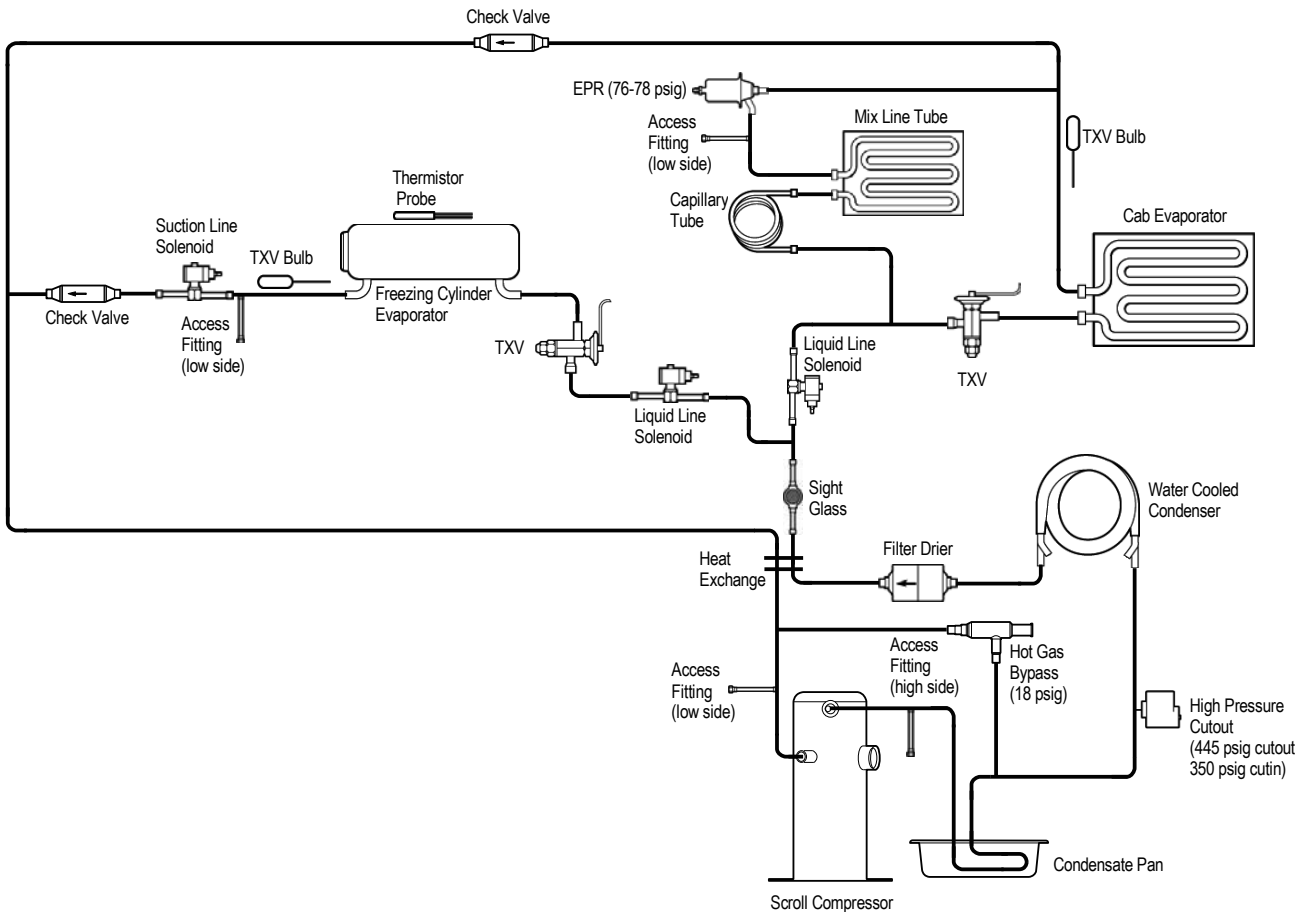 Check Valve
EPR (76-78 psig)
Access
Fitting
(low side)
Mix Line Tube
TXV Bulb
Thermistor
Probe
Capillary
Tube
Cab Evaporator
Suction Line
Solenoid
TXV Bulb
Freezing Cylinder
Evaporator
Check Valve
Access
Fitting
(low side)
TXV
Liquid Line
Solenoid
TXV
Liquid Line
Solenoid
Sight
Glass
Water Cooled
Condenser
Heat
Exchange
Filter Drier
Access
Fitting
(low side)
Access
Fitting
(high side)
Hot Gas
Bypass
(18 psig)
High Pressure
Cutout
(445 psig cutout
350 psig cutin)
Condensate Pan
Scroll Compressor